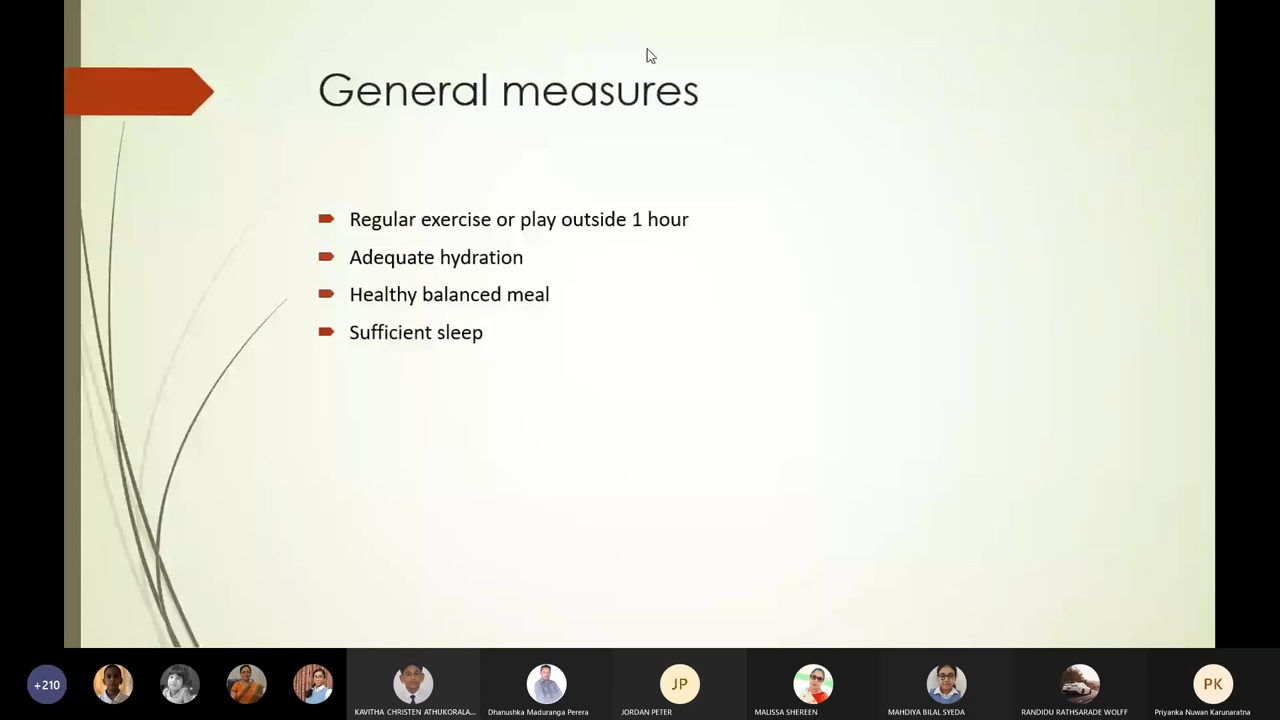 General measures
Regular exercise or play outside 1 hour
Adequate hydration
Healthy balanced meal
Sufficient sleep
+210
KAVITHA CHRISTEN ATHUKORALA...
Dhanushka Maduranga Perera
JP
JORDAN PETER
MALISSA SHEREEN
MAHDIYA BILAL SYEDA
RANDIDU RATHSARADE WOLFF
PK
Priyanka Nuwan Karunaratna